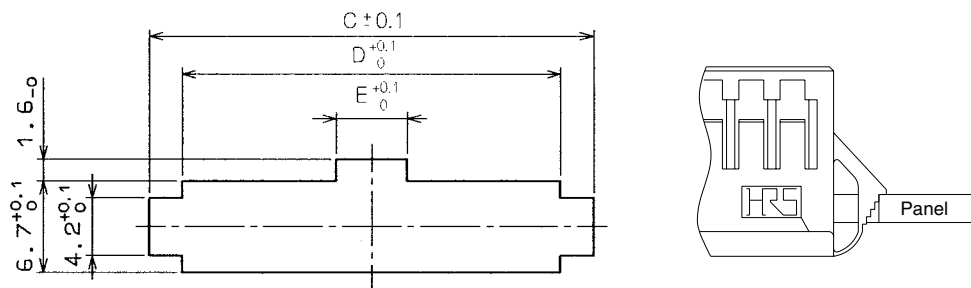 C ± 0.1
D +0.1 0
E +0.1 0
1.6 -0
6.7 +0.1 0
4.2 +0.1 0
HRS
Panel